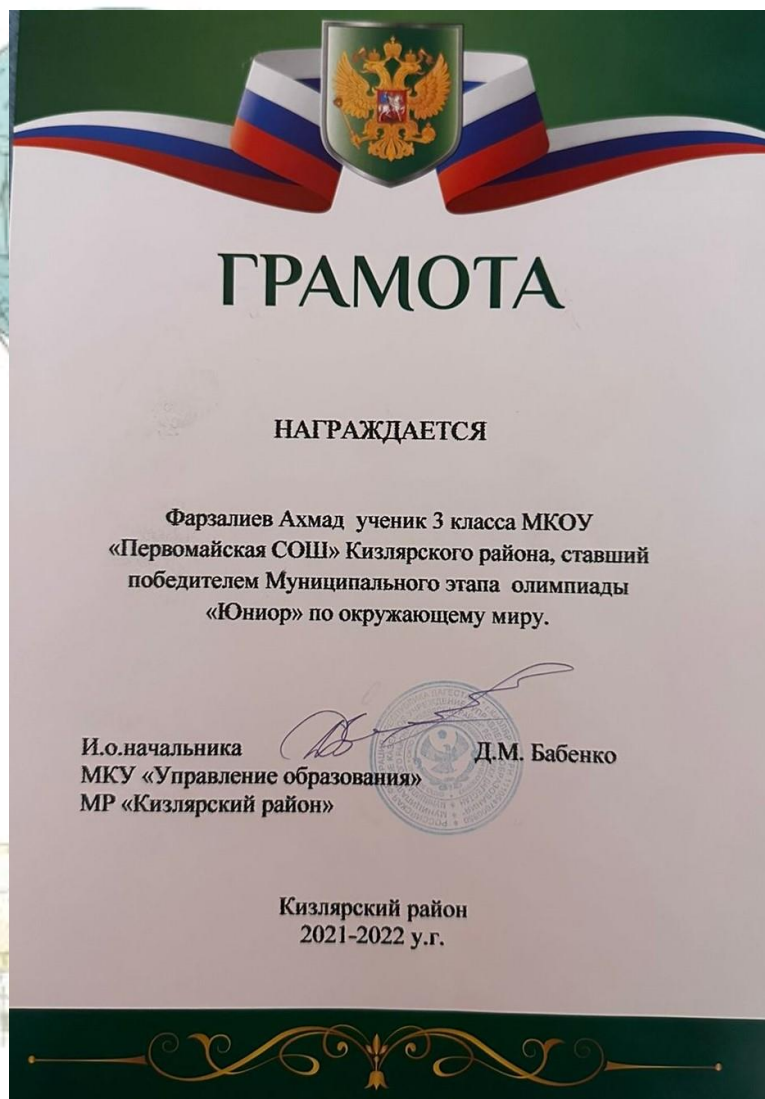 ГРАМОТА
НАГРАЖДАЕТСЯ
Фарзалиев Ахмад ученик 3 класса МКОУ
«Первомайская СОШ» Кизлярского района, ставший
победителем Муниципального этапа олимпиады
«Юниор» по окружающему миру.
И.о.начальника Д.М. Бабенко
МКУ «Управление образования»
МР «Кизлярский район»
Кизлярский район
2021-2022 у.г.